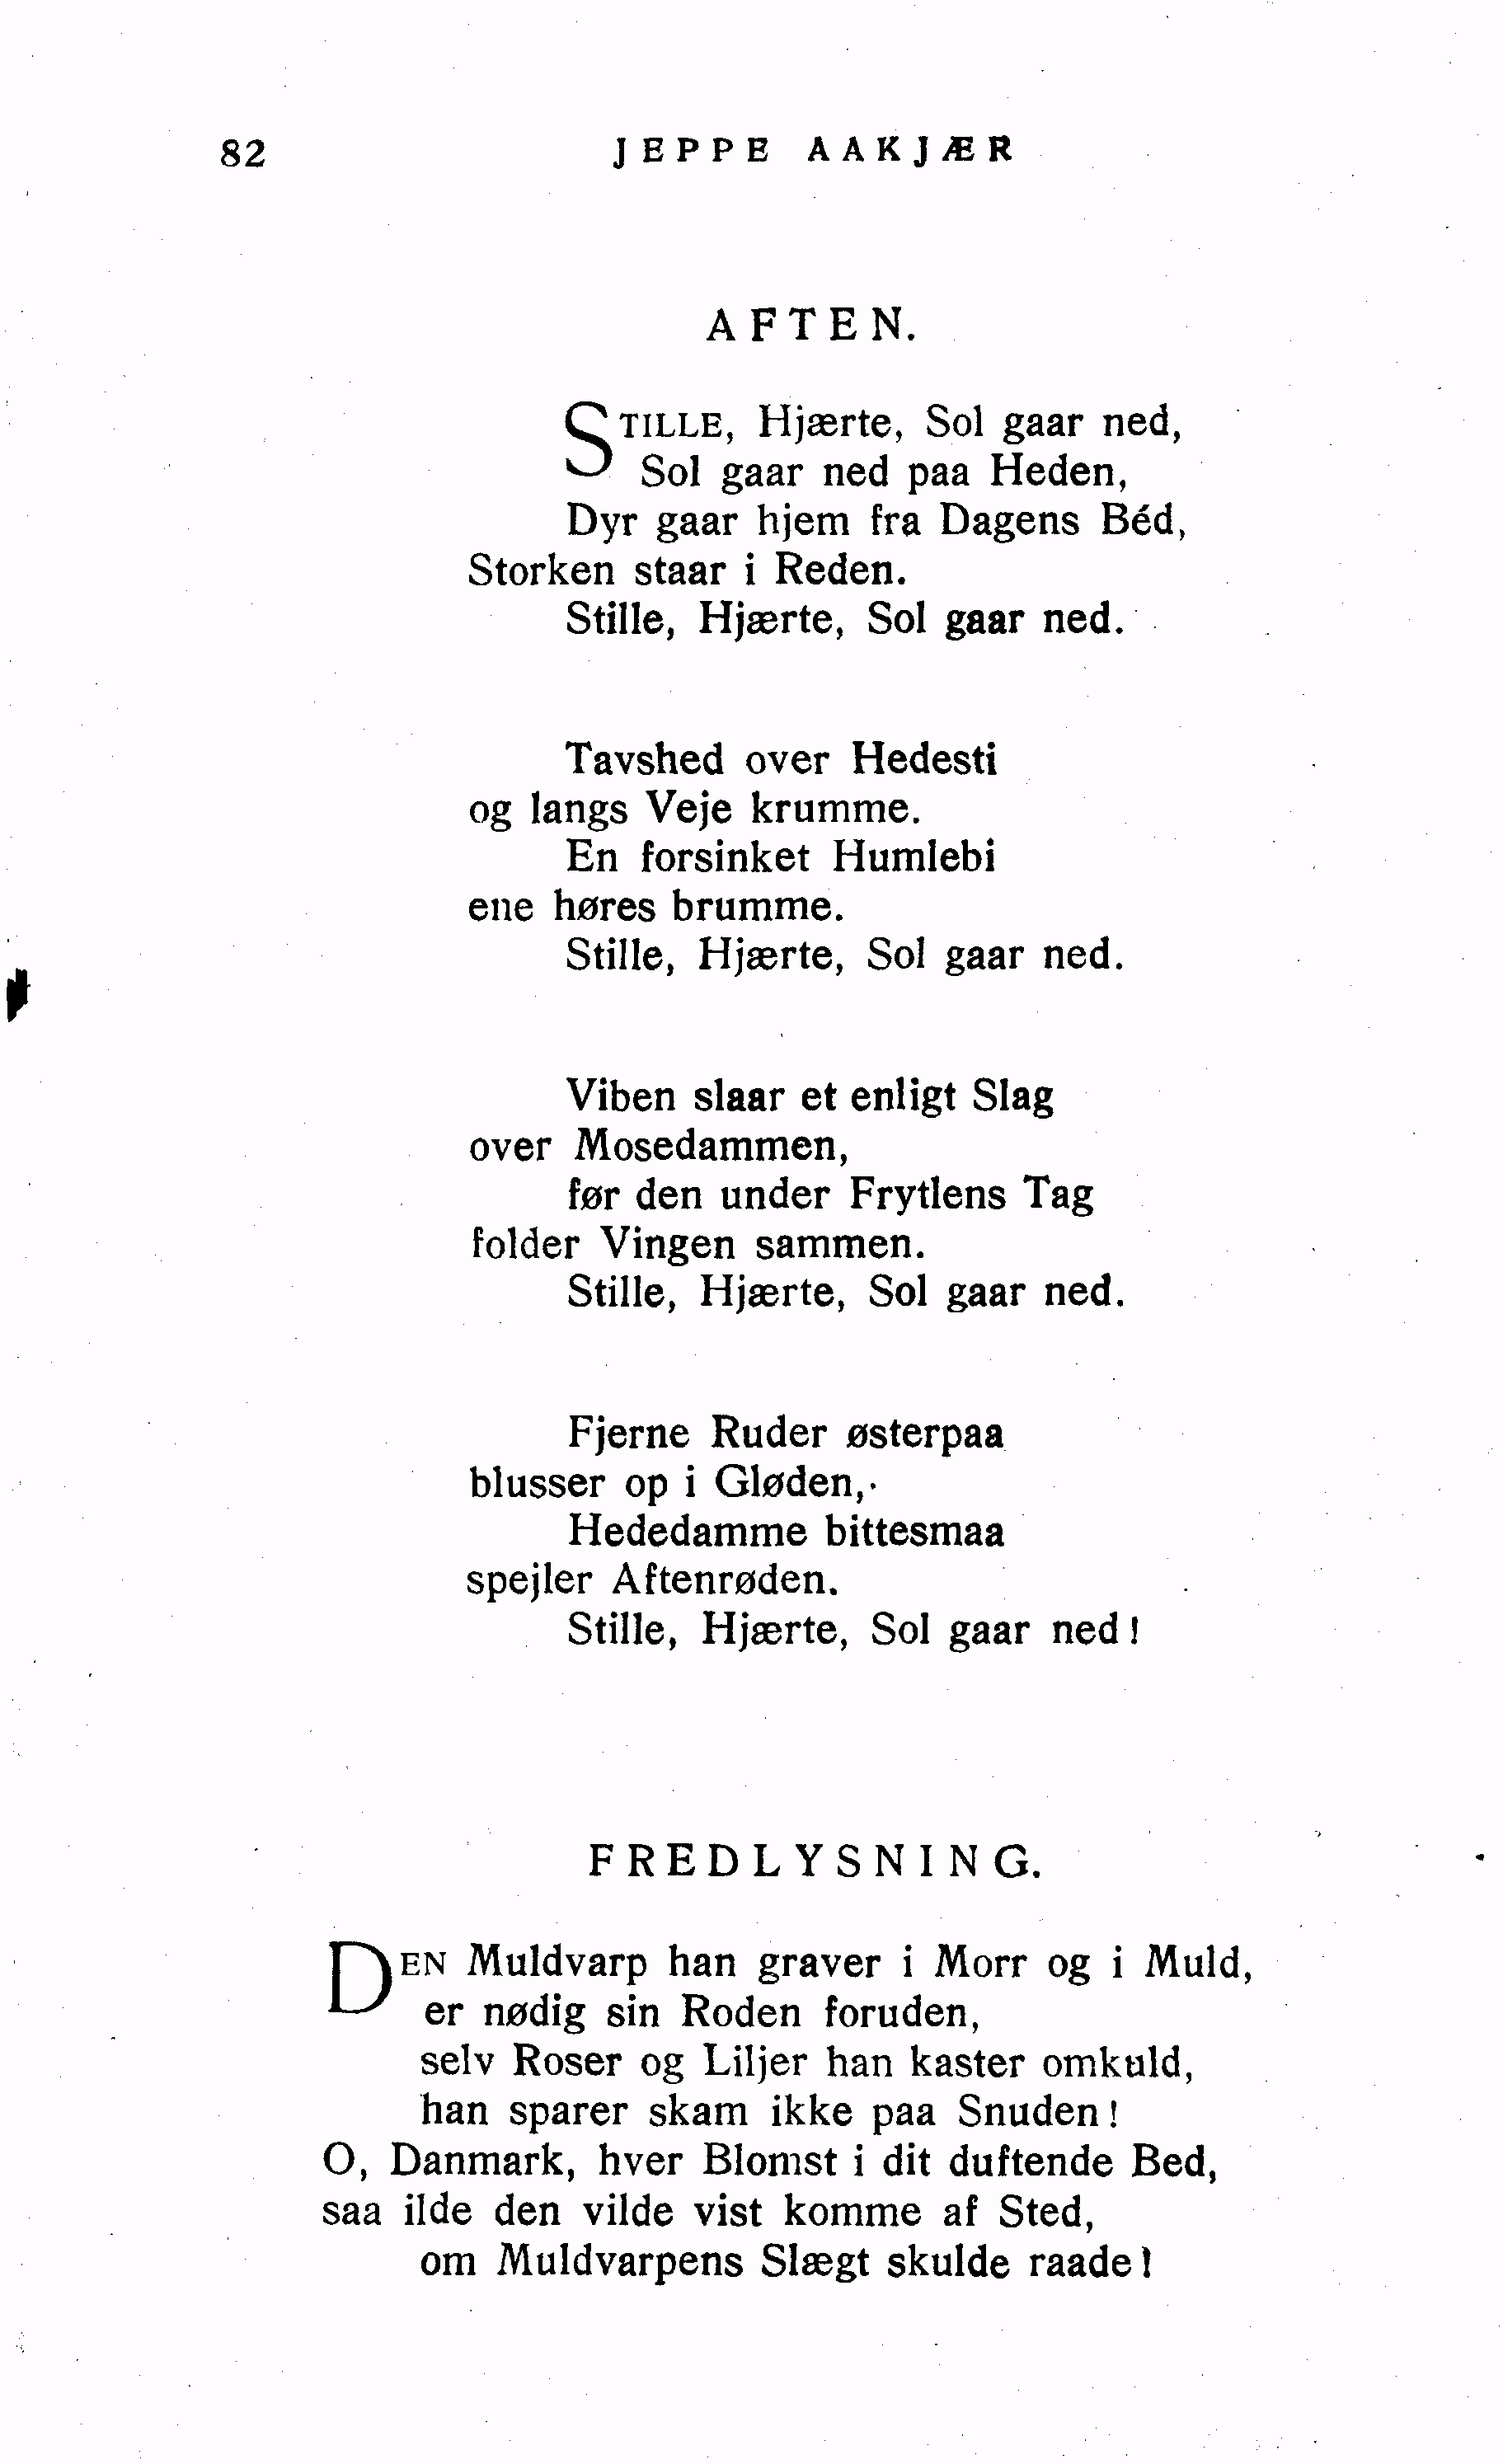 82 JEPPE AAKJÆR
AFTEN.
STILLE, Hjærte, Sol gaar ned,
Sol gaar ned paa Heden,
Dyr gaar hjem fra Dagens Béd,
Storken staar i Reden.
Stille, Hjærte, Sol gaar ned.
Tavshed over Hedesti
og langs Veje krumme.
En forsinket Humlebi
ene høres brumme.
Stille, Hjærte, Sol gaar ned.
Viben slaar et enligt Slag
over Mosedammen,
før den under Frytlens Tag
folder Vingen sammen.
Stille, Hjærte, Sol gaar ned.
Fjerne Ruder østerpaa
blusser op i Gløden,
Hededamme bittesmaa
spejler Aftenrøden.
Stille, Hjærte, Sol gaar ned!
FREDLYSNING.
DEN Muldvarp han graver i Morr og i Muld,
er nødig sin Roden foruden,
selv Roser og Liljer han kaster omkuld,
han sparer skam ikke paa Snuden!
O, Danmark, hver Blomst i dit duftende Bed,
saa ilde den vilde vist komme af Sted,
om Muldvarpens Slægt skulde raade!